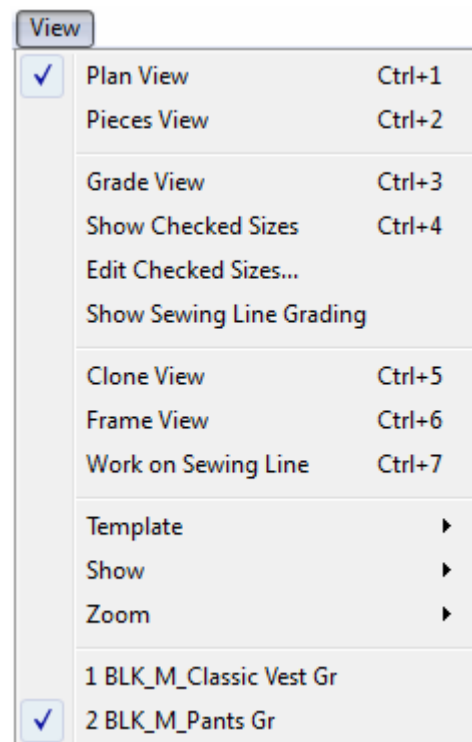 View
Plan View Ctrl+1
Pieces View Ctrl+2
Grade View Ctrl+3
Show Checked Sizes Ctrl+4
Edit Checked Sizes...
Show Sewing Line Grading
Clone View Ctrl+5
Frame View Ctrl+6
Work on Sewing Line Ctrl+7
Template
Show
Zoom
1 BLK_M_Classic Vest Gr
2 BLK_M_Pants Gr